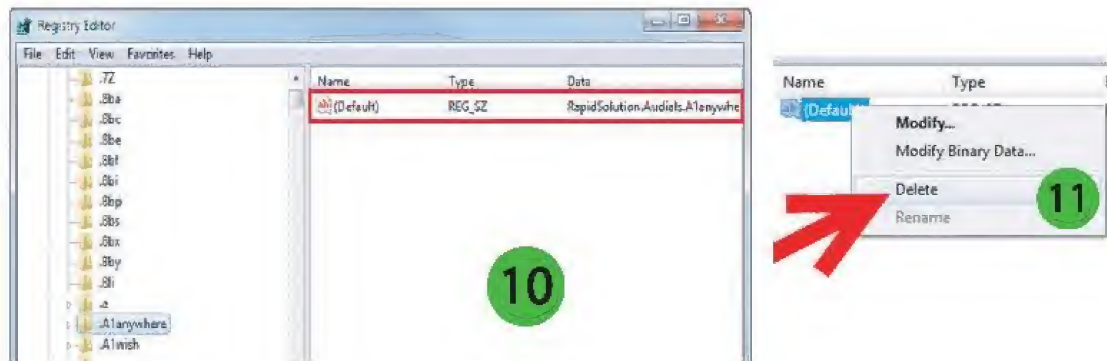 Registry Editor
File Edit View Favorites Help
.7Z
.8ba
.8bc
.8be
.8bf
.8bi
.8bp
.8bs
.8bx
.8by
.8li
.a
.A1anywhere
.A1wish
Name Type Data
ab (Default) REG_SZ RapidSolution.Audials.A1anywhe
10
Name Type
(Defaul
Modify...
Modify Binary Data...
Delete
Rename
11